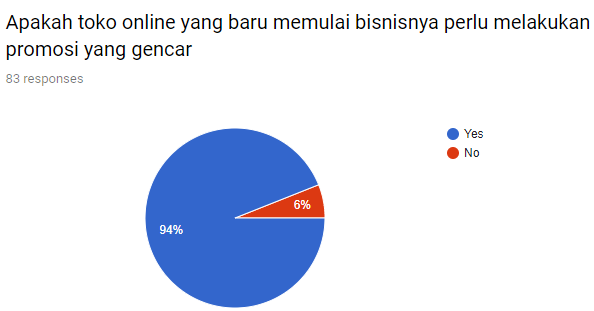 Apakah toko online yang baru memulai bisnisnya perlu melakukan
promosi yang gencar
83 responses
Yes
No
6%
94%